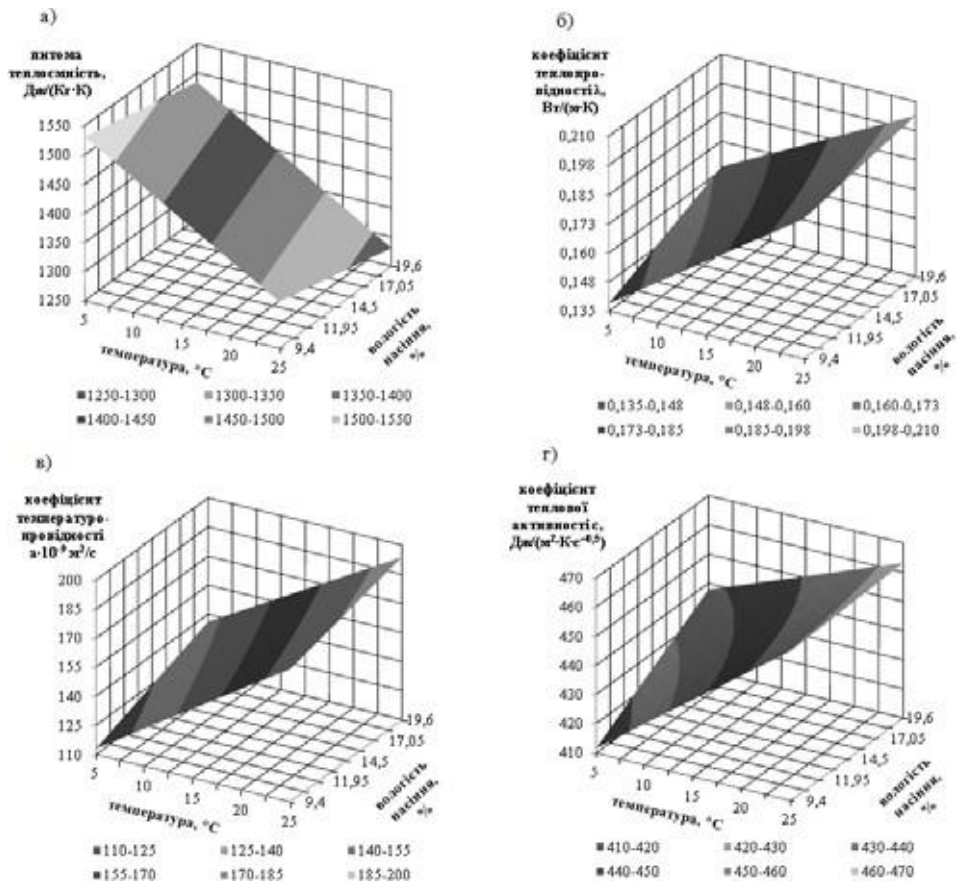 а)
питома
теплоємність,
Дж/(Кг·К)
1550
1500
1450
1400
1350
1300
1250
5
10
15
20
25
температура, °С
9,4
11,95
14,5
17,05
19,6
вологість
насіння,
%
■1250-1300 ■1300-1350 ■1350-1400
■1400-1450 ■1450-1500 ■1500-1550
б)
коефіцієнт
теплопро-
відностіλ,
Вт/(м·К)
0,210
0,198
0,185
0,173
0,160
0,148
0,135
5
10
15
20
25
температура, °С
9,4
11,95
14,5
17,05
19,6
вологість
насіння,
%
■0,135-0,148 ■0,148-0,160 ■0,160-0,173
■0,173-0,185 ■0,185-0,198 ■0,198-0,210
в)
коефіцієнт
температуро-
провідності
а·10⁻⁹ м²/с
200
185
170
155
140
125
110
5
10
15
20
25
температура, °С
9,4
11,95
14,5
17,05
19,6
вологість
насіння,
%
■110-125 ■125-140 ■140-155
■155-170 ■170-185 ■185-200
г)
коефіцієнт
теплової
активностіс,
Дж/(м²·К·с⁻⁰,⁵)
470
460
450
440
430
420
410
5
10
15
20
25
температура, °С
9,4
11,95
14,5
17,05
19,6
вологість
насіння,
%
■410-420 ■420-430 ■430-440
■440-450 ■450-460 ■460-470